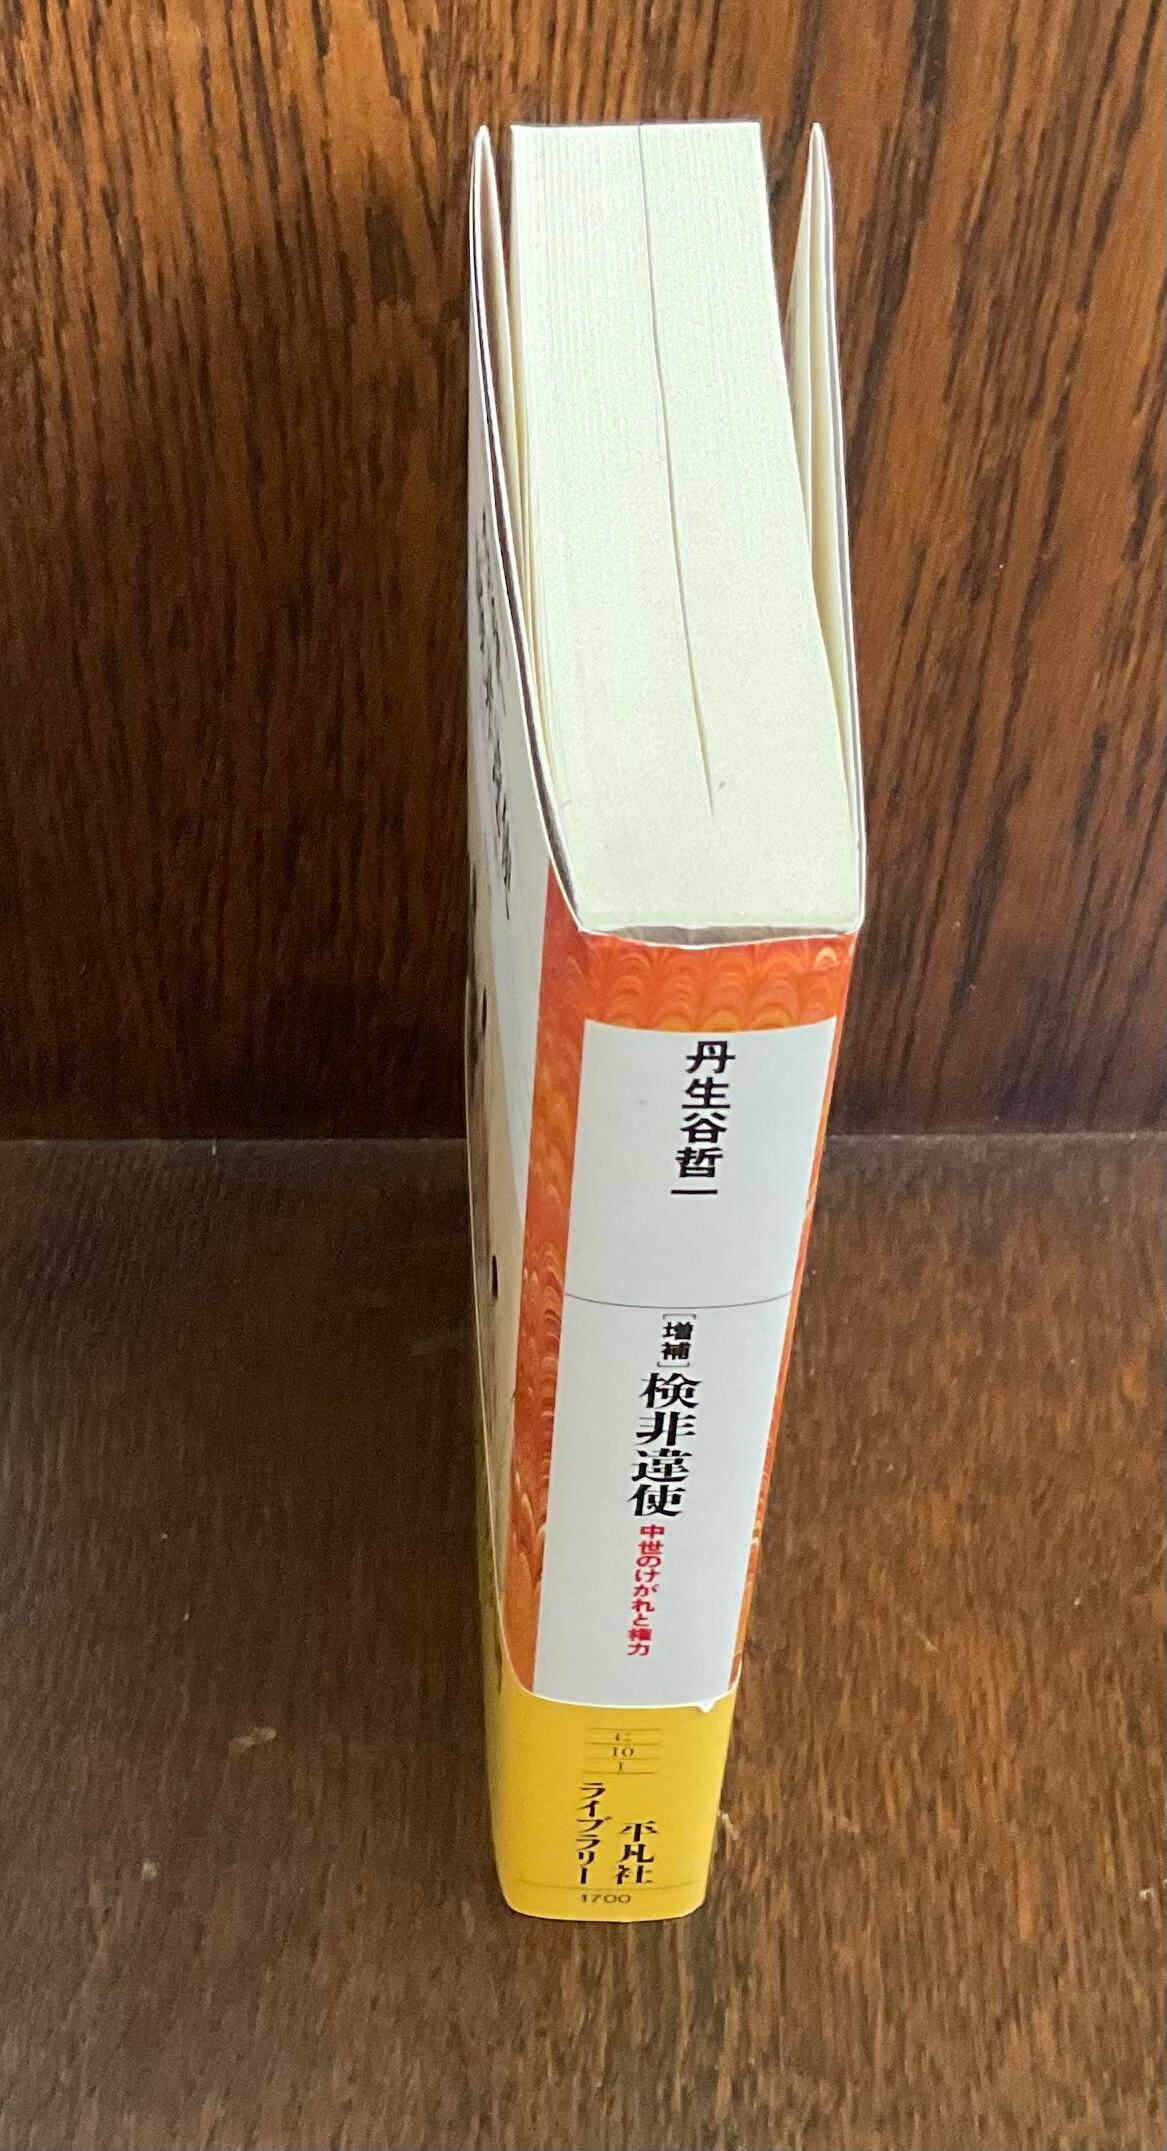 丹生谷哲一
[増補]検非違使 中世のけがれと権力
に
10
1
平凡社
ライブラリー
1700